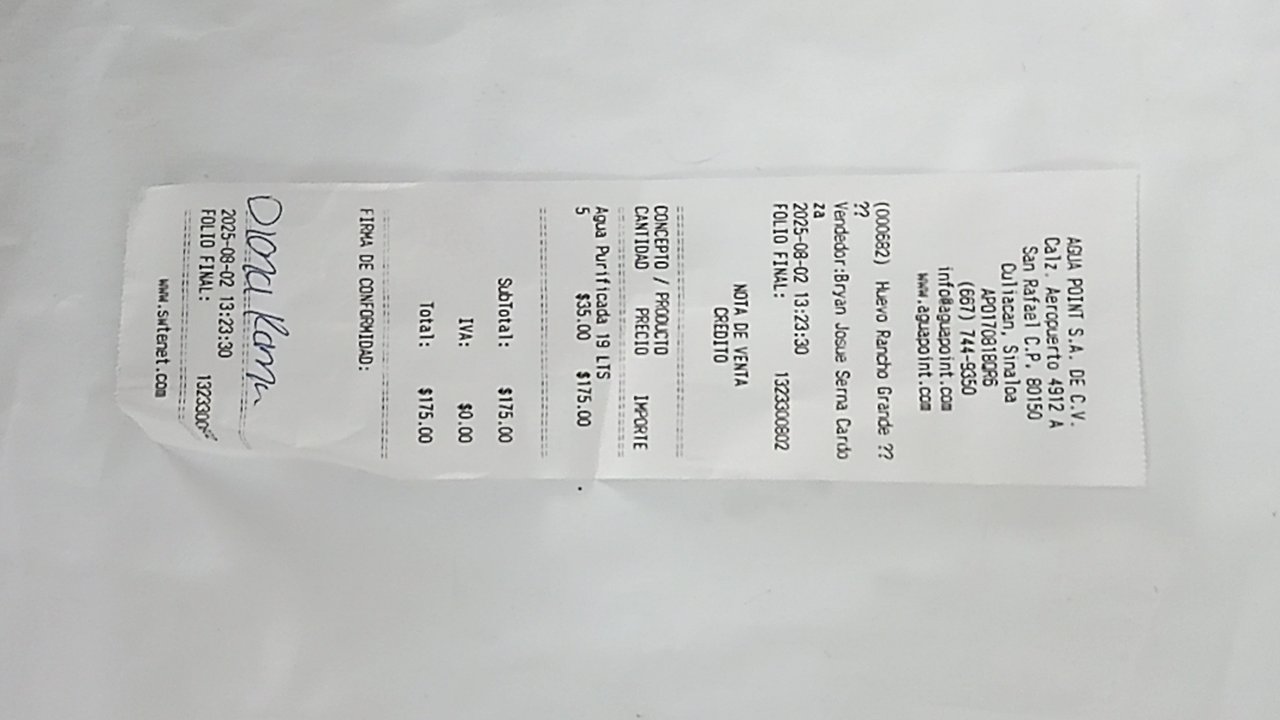 AGUA POINT S.A. DE C.V.
Calz. Aeropuerto 4912 A
San Rafael C.P. 80150
Culiacan, Sinaloa
APO170818QR6
(667) 744-9350
info@aguapoint.com
www.aguapoint.com
(000682) Huevo Rancho Grande ??
??
Vendedor:Bryan Josue Serna Cardo
za
2025-08-02 13:23:30
FOLIO FINAL: 1323300802
NOTA DE VENTA
CREDITO
CONCEPTO / PRODUCTO
CANTIDAD PRECIO IMPORTE
Agua Purificada 19 LTS
5 $35.00 $175.00
SubTotal: $175.00
IVA: $0.00
Total: $175.00
FIRMA DE CONFORMIDAD:
Diana
2025-08-02 13:23:30
FOLIO FINAL:
www.swtenet.com